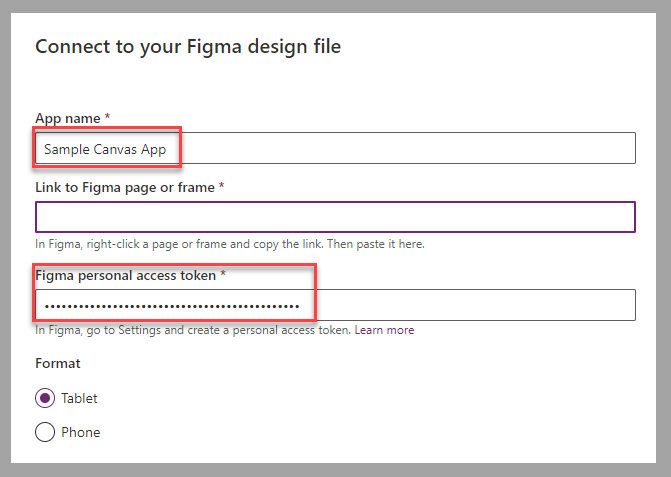 Connect to your Figma design file
App name *
Sample Canvas App
Link to Figma page or frame *
In Figma, right-click a page or frame and copy the link. Then paste it here.
Figma personal access token *
•••••••••••••••••••••••••••••••••••••••••••••
In Figma, go to Settings and create a personal access token. Learn more
Format
Tablet
Phone